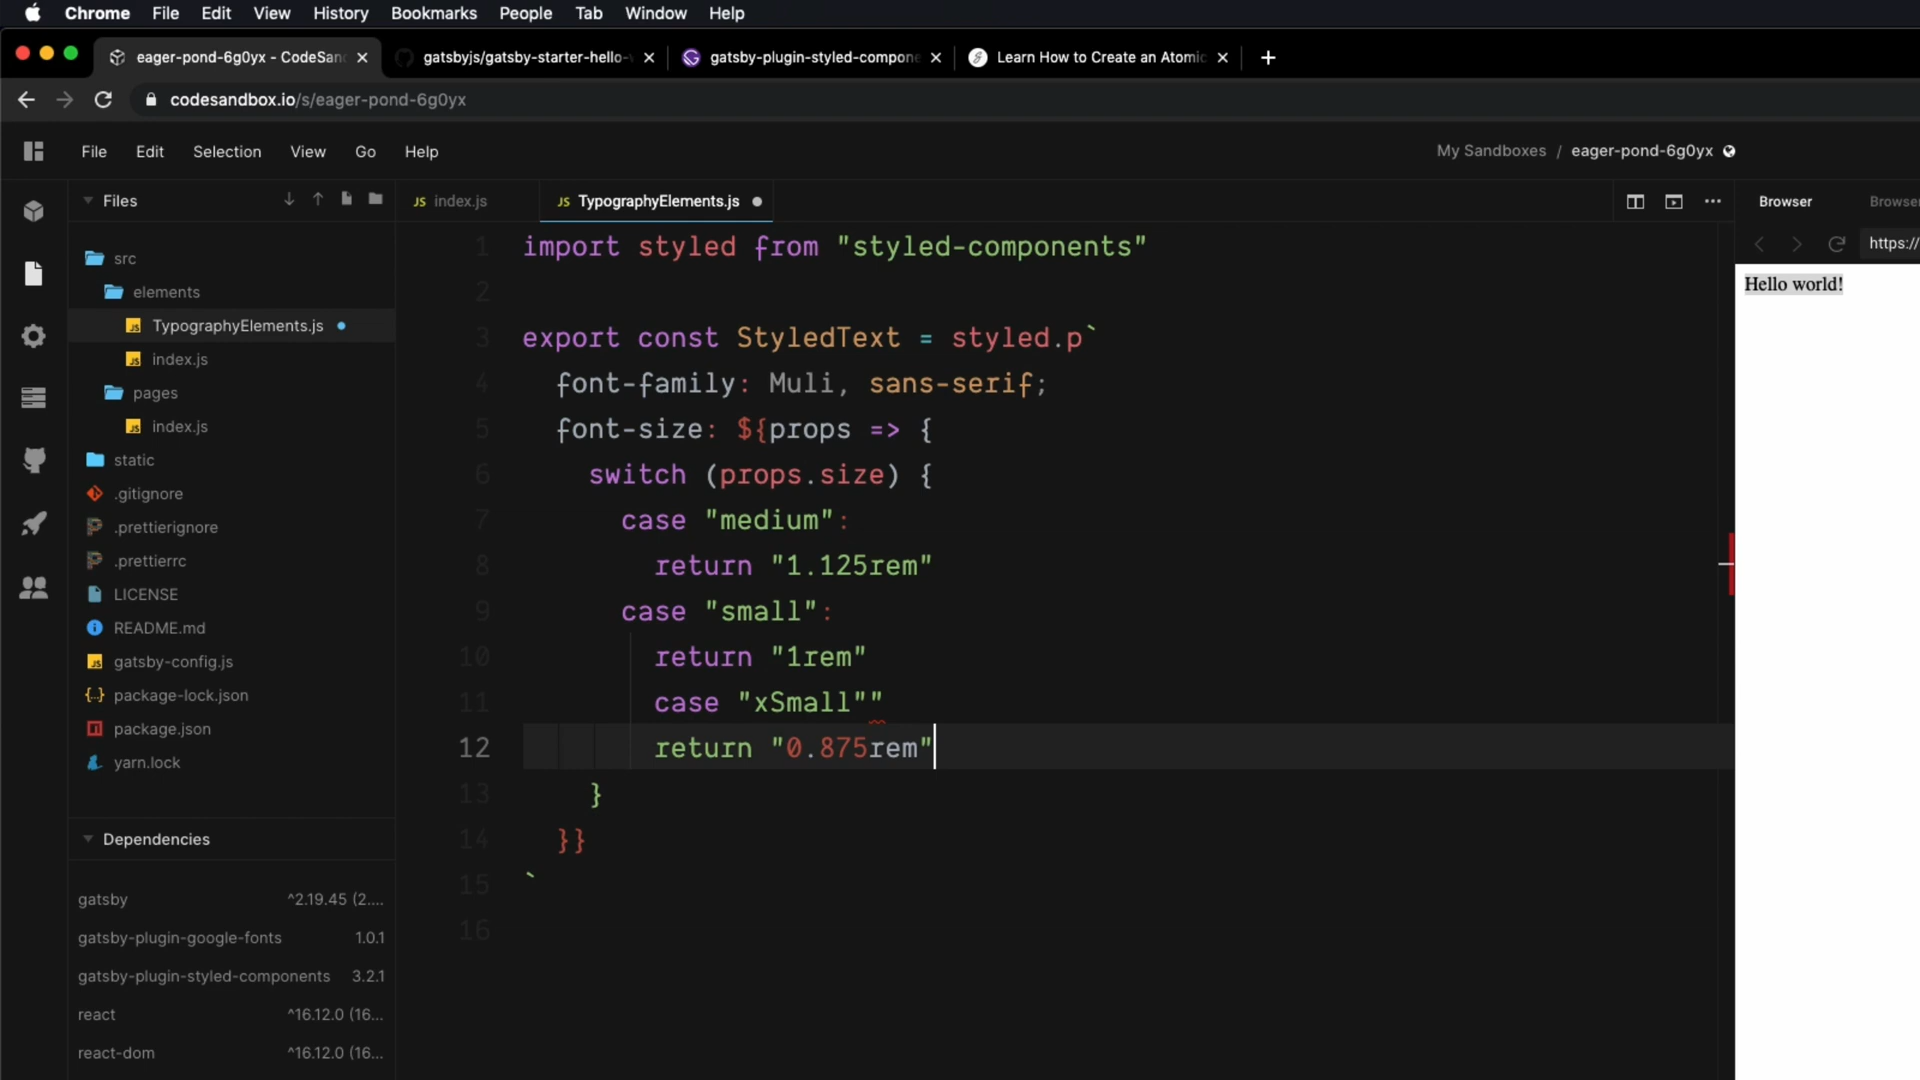 Chrome File Edit View History Bookmarks People Tab Window Help
eager-pond-6g0yx - CodeSan
gatsbyjs/gatsby-starter-hello-
gatsby-plugin-styled-compone
Learn How to Create an Atomic
codesandbox.io/s/eager-pond-6g0yx
File Edit Selection View Go Help
My Sandboxes / eager-pond-6g0yx
Files
src
elements
TypographyElements.js
index.js
pages
index.js
static
.gitignore
.prettierignore
.prettierrc
LICENSE
README.md
gatsby-config.js
package-lock.json
package.json
yarn.lock
Dependencies
gatsby ^2.19.45 (2....
gatsby-plugin-google-fonts 1.0.1
gatsby-plugin-styled-components 3.2.1
react ^16.12.0 (16...
react-dom ^16.12.0 (16...
JS index.js
JS TypographyElements.js
1 import styled from "styled-components"
2
3 export const StyledText = styled.p`
4 font-family: Muli, sans-serif;
5 font-size: ${props => {
6 switch (props.size) {
7 case "medium":
8 return "1.125rem"
9 case "small":
10 return "1rem"
11 case "xSmall""
12 return "0.875rem"
13 }
14 }}
15 `
16
Browser
Browse
https://
Hello world!